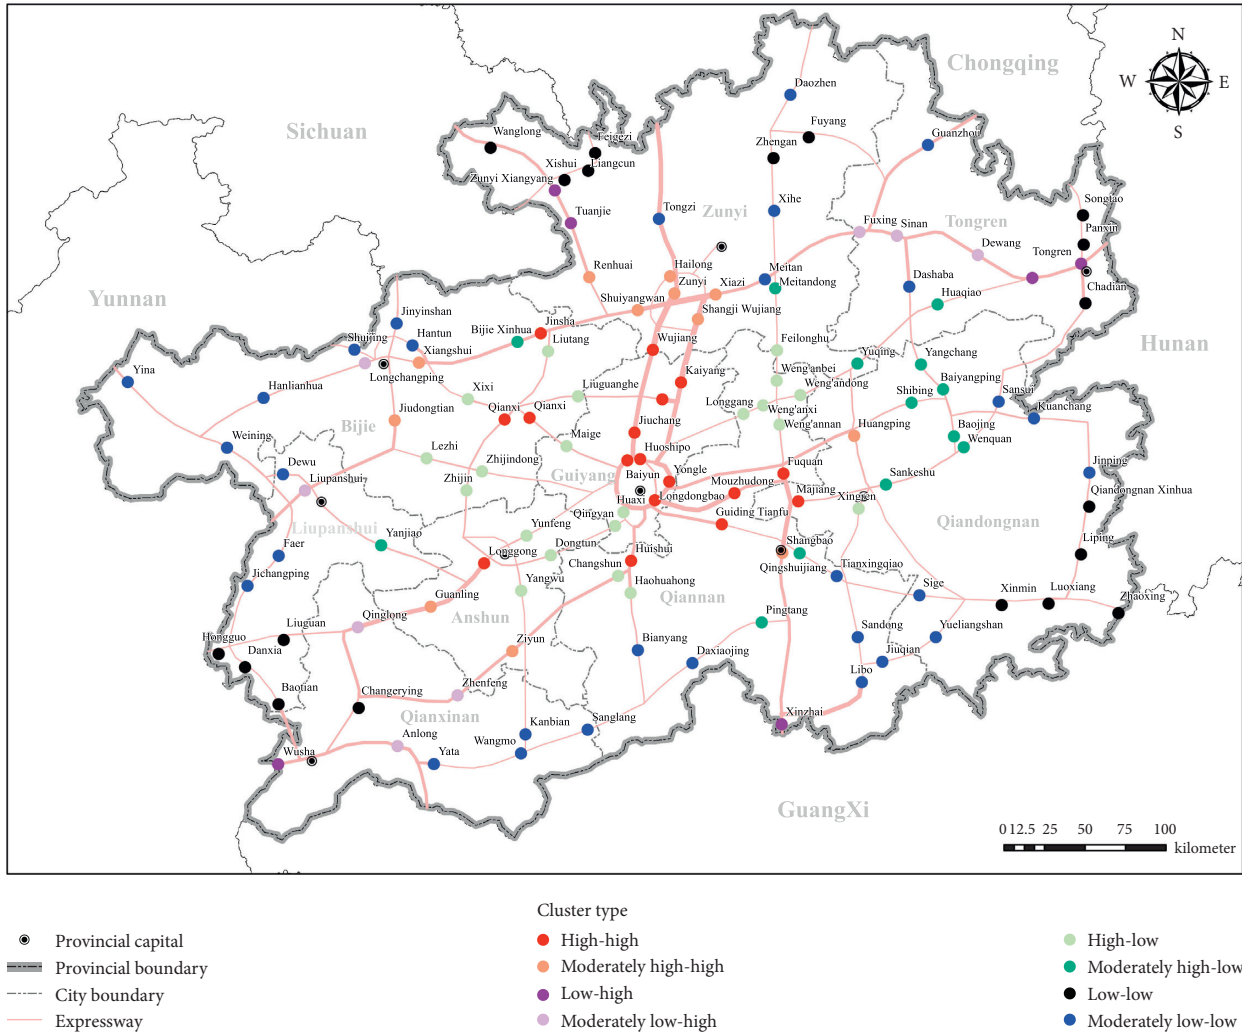 N
W
E
S
Chongqing
Sichuan
Yunnan
Hunan
GuangXi
Zunyi
Tongren
Bijie
Guiyang
Liupanshui
Anshun
Qiannan
Qiandongnan
Qianxinan
Daozhen
Fuyang
Guanzhou
Wanglong
Feigezi
Zhengan
Xishui
Liangcun
Zunyi Xiangyang
Tuanjie
Tongzi
Xihe
Songtao
Panxin
Fuxing
Sinan
Dewang
Tongren
Renhuai
Hailong
Zunyi
Xiazi
Meitan
Meitandong
Dashaba
Huaqiao
Chadian
Shuiyangwan
Shangji Wujiang
Jinyinshan
Hantun
Shuijing
Xiangshui
Bijie Xinhua
Jinsha
Liutang
Wujiang
Feilonghu
Yuqing
Yangchang
Longchangping
Yina
Hanlianhua
Xixi
Liuguanghe
Kaiyang
Weng'anbei
Weng'andong
Longgang
Weng'anxi
Weng'annan
Shibing
Baiyangping
Sansui
Kuanchang
Jiudongtian
Qianxi
Qianxi
Jiuchang
Huangping
Baojing
Wenquan
Weining
Lezhi
Maige
Huoshipo
Dewu
Liupanshui
Zhijindong
Zhijin
Baiyun
Yongle
Mouzhudong
Fuquan
Majiang
Sankeshu
Jinping
Qiandongnan Xinhua
Huaxi
Longdongbao
Qingyan
Guiding Tianfu
Xingren
Yanjiao
Yunfeng
Faer
Longgong
Dongtun
Huishui
Shangbao
Liping
Jichangping
Changshun
Qingshuijiang
Tianxingqiao
Yangwu
Haohuahong
Sige
Xinmin
Luoxiang
Zhaoxing
Guanling
Qinglong
Liuguan
Hongguo
Danxia
Ziyun
Bianyang
Pingtang
Daxiaojing
Sandong
Yueliangshan
Jiuqian
Libo
Baotian
Changerying
Zhenfeng
Xinzhai
Kanbian
Sanglang
Wangmo
Anlong
Yata
Wusha
0 12.5 25 50 75 100
kilometer
Cluster type
Provincial capital
Provincial boundary
City boundary
Expressway
High-high
Moderately high-high
Low-high
Moderately low-high
High-low
Moderately high-low
Low-low
Moderately low-low